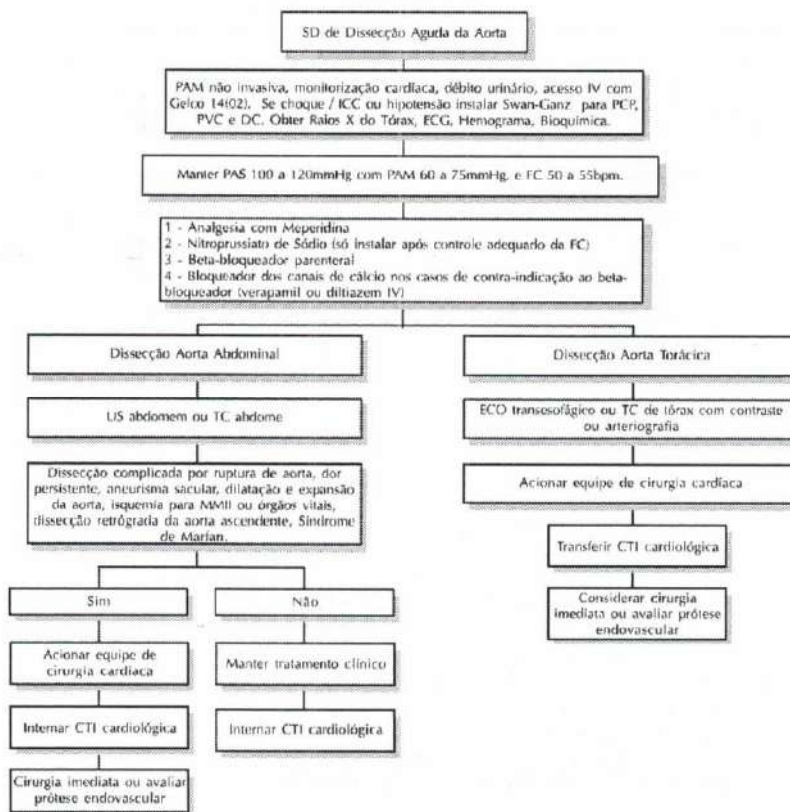 SD de Dissecção Aguda da Aorta
PAM não invasiva, monitorização cardíaca, débito urinário, acesso IV com
Gelco 14(02). Se choque / ICC ou hipotensão instalar Swan-Ganz para PCP,
PVC e DC. Obter Raios X do Tórax, ECG, Hemograma, Bioquímica.
Manter PAS 100 a 120mmHg com PAM 60 a 75mmHg. e FC 50 a 55bpm.
1 - Analgesia com Meperidina
2 - Nitroprussiato de Sódio (só instalar após controle adequado da FC)
3 - Beta-bloqueador parenteral
4 - Bloqueador dos canais de cálcio nos casos de contra-indicação ao beta-
bloqueador (verapamil ou diltiazem IV)
Dissecção Aorta Abdominal
US abdomem ou TC abdome
Dissecção complicada por ruptura de aorta, dor
persistente, aneurisma sacular, dilatação e expansão
da aorta, isquemia para MMII ou órgãos vitais,
dissecção retrógrada da aorta ascendente, Síndrome
de Marfan.
Sim
Acionar equipe de
cirurgia cardíaca
Internar CTI cardiológica
Cirurgia imediata ou avaliar
prótese endovascular
Não
Manter tratamento clínico
Internar CTI cardiológica
Dissecção Aorta Torácica
ECO transesofágico ou TC de tórax com contraste
ou arteriografia
Acionar equipe de cirurgia cardíaca
Transferir CTI cardiológica
Considerar cirurgia
imediata ou avaliar prótese
endovascular